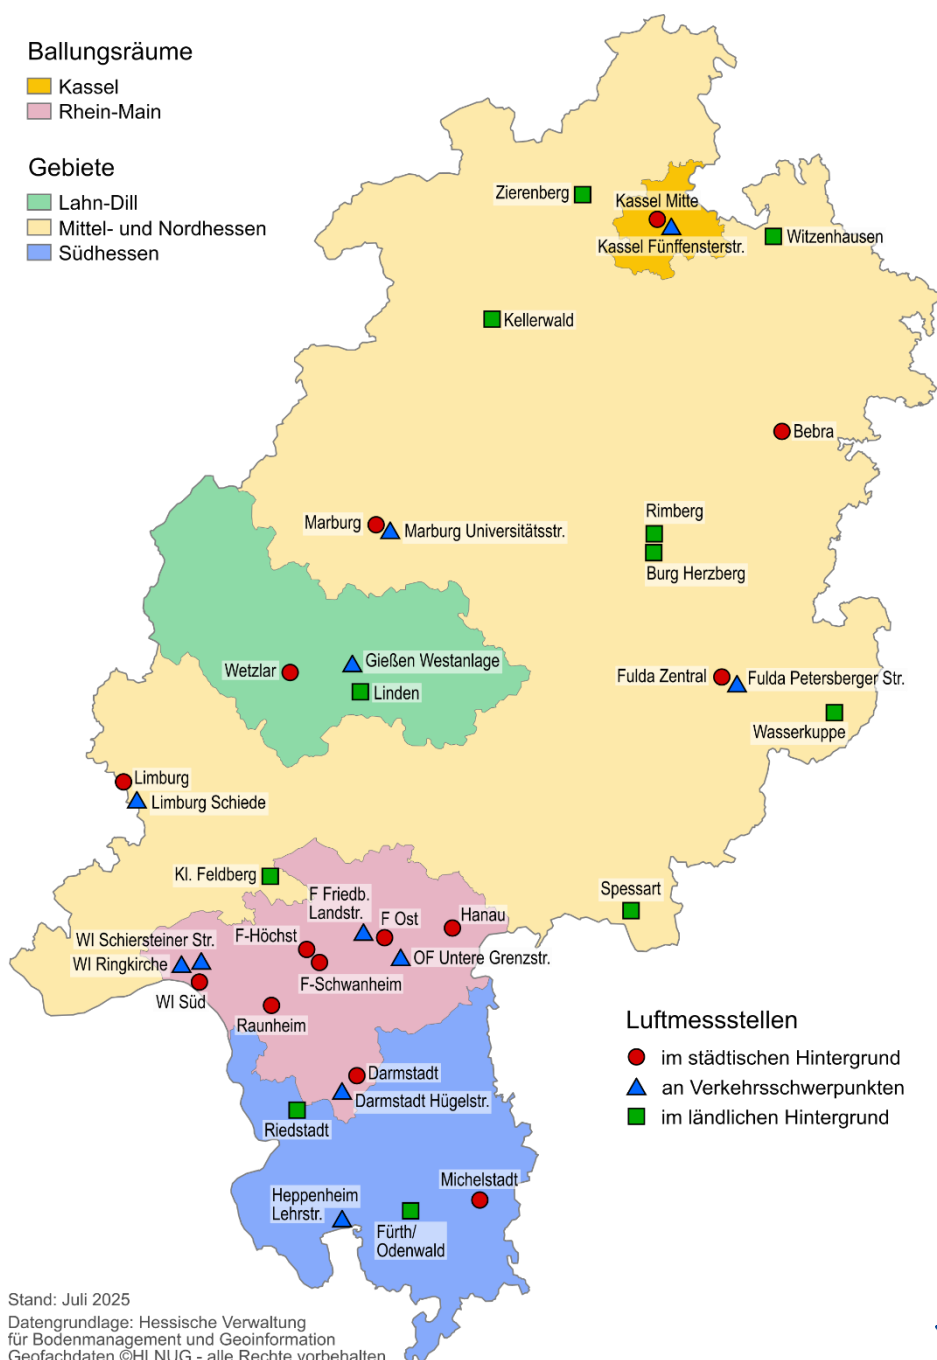 Ballungsräume
Kassel
Rhein-Main
Gebiete
Lahn-Dill
Mittel- und Nordhessen
Südhessen
Zierenberg
Kassel Mitte
Kassel Fünffensterstr.
Witzenhausen
Kellerwald
Bebra
Marburg
Marburg Universitätsstr.
Rimberg
Burg Herzberg
Wetzlar
Gießen Westanlage
Linden
Fulda Zentral
Fulda Petersberger Str.
Wasserkuppe
Limburg
Limburg Schiede
Kl. Feldberg
Spessart
F Friedb.
Landstr.
F Ost
Hanau
WI Schiersteiner Str.
F-Höchst
WI Ringkirche
OF Untere Grenzstr.
F-Schwanheim
WI Süd
Raunheim
Luftmessstellen
im städtischen Hintergrund
an Verkehrsschwerpunkten
im ländlichen Hintergrund
Darmstadt
Darmstadt Hügelstr.
Riedstadt
Michelstadt
Heppenheim
Lehrstr.
Fürth/
Odenwald
Stand: Juli 2025
Datengrundlage: Hessische Verwaltung
für Bodenmanagement und Geoinformation
Geofachdaten ©HLNUG - alle Rechte vorbehalten